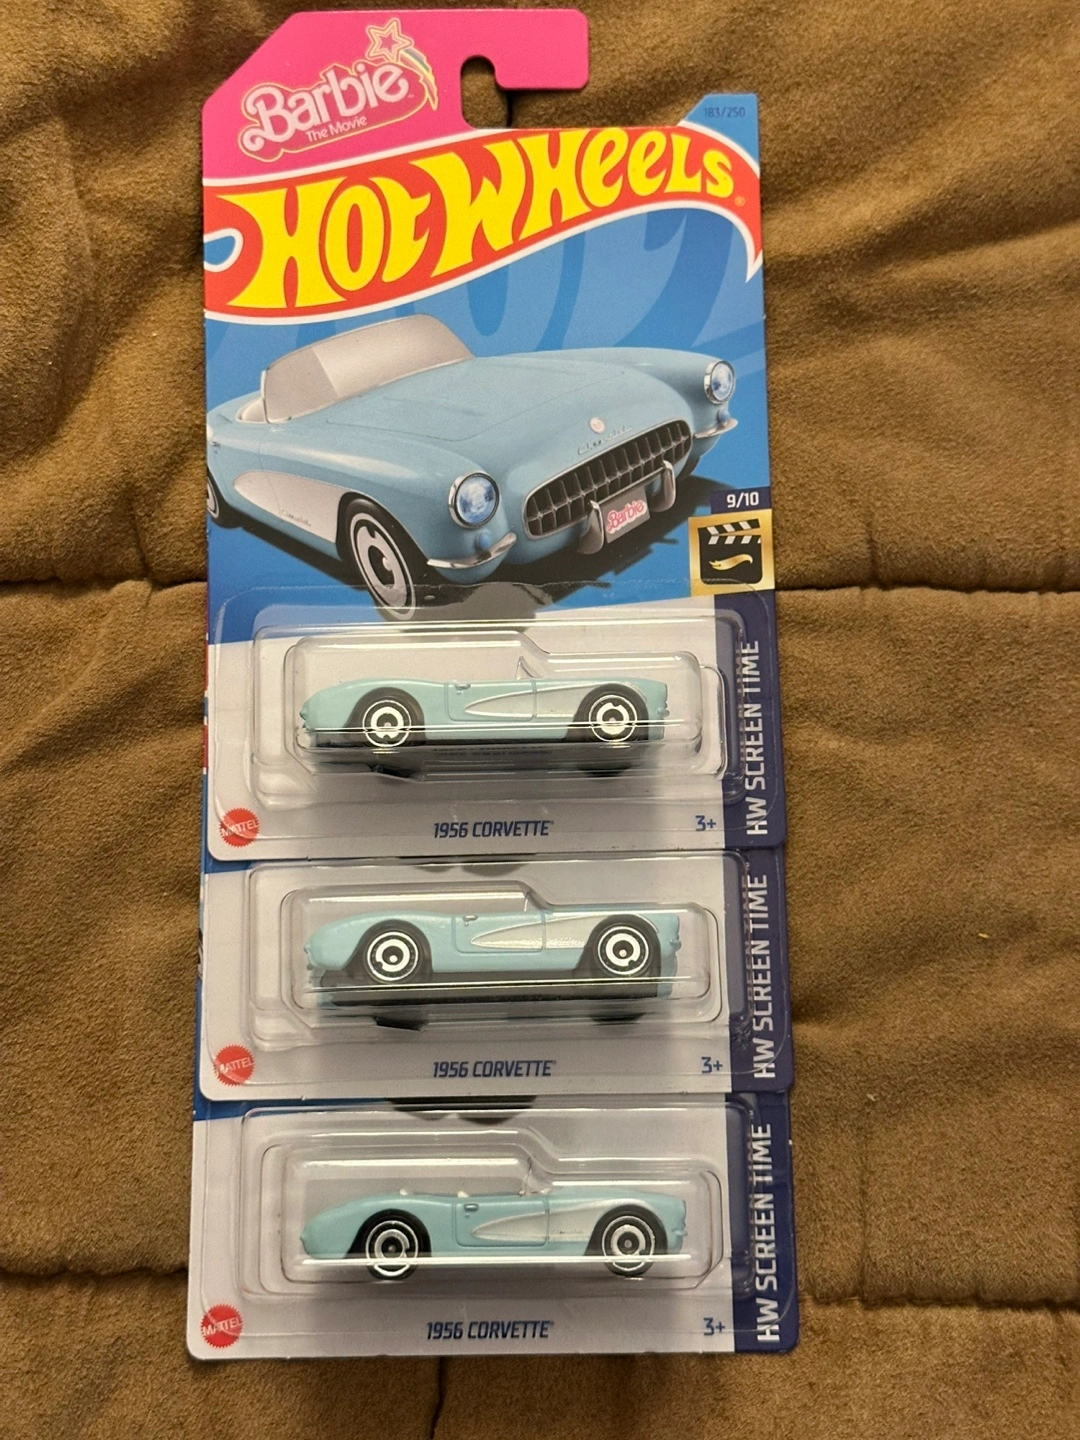 Barbie
The Movie
183/250
HOT WHEELS
Barbie
9/10
HW SCREEN TIME
MATTEL
1956 CORVETTE
3+
HW SCREEN TIME
MATTEL
1956 CORVETTE
3+
HW SCREEN TIME
MATTEL
1956 CORVETTE
3+